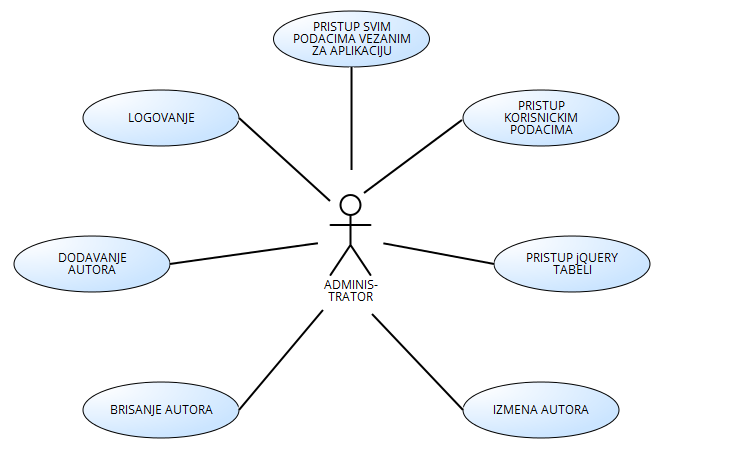 PRISTUP SVIM
PODACIMA VEZANIM
ZA APLIKACIJU
LOGOVANJE
PRISTUP
KORISNICKIM
PODACIMA
DODAVANJE
AUTORA
PRISTUP jQUERY
TABELI
ADMINIS-
TRATOR
BRISANJE AUTORA
IZMENA AUTORA